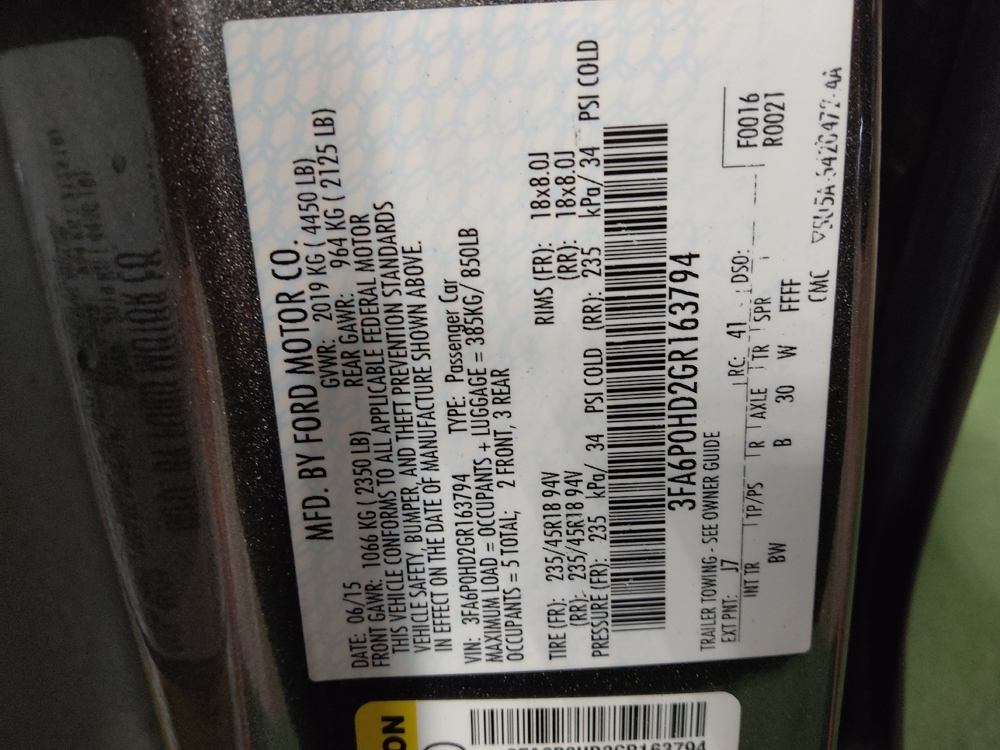 MFD. BY FORD MOTOR CO.
DATE: 06/15 GVWR: 2019 KG ( 4450 LB)
FRONT GAWR: 1066 KG ( 2350 LB) REAR GAWR: 964 KG ( 2125 LB)
THIS VEHICLE CONFORMS TO ALL APPLICABLE FEDERAL MOTOR
VEHICLE SAFETY, BUMPER, AND THEFT PREVENTION STANDARDS
IN EFFECT ON THE DATE OF MANUFACTURE SHOWN ABOVE.
VIN: 3FA6P0HD2GR163794 TYPE: Passenger Car
MAXIMUM LOAD = OCCUPANTS + LUGGAGE = 385KG/ 850LB
OCCUPANTS = 5 TOTAL; 2 FRONT, 3 REAR
TIRE (FR): 235/45R18 94V RIMS (FR): 18x8.0J
(RR): 235/45R18 94V (RR): 18x8.0J
PRESSURE (FR): 235 kPa/ 34 PSI COLD (RR): 235 kPa/ 34 PSI COLD
3FA6P0HD2GR163794
F0016
R0021
TRAILER TOWING - SEE OWNER GUIDE
EXT PNT: J7 RC: 41 DSO:
INT TR TP/PS R AXLE TR SPR
BW B 30 W FFFF
CMC
ON
163794